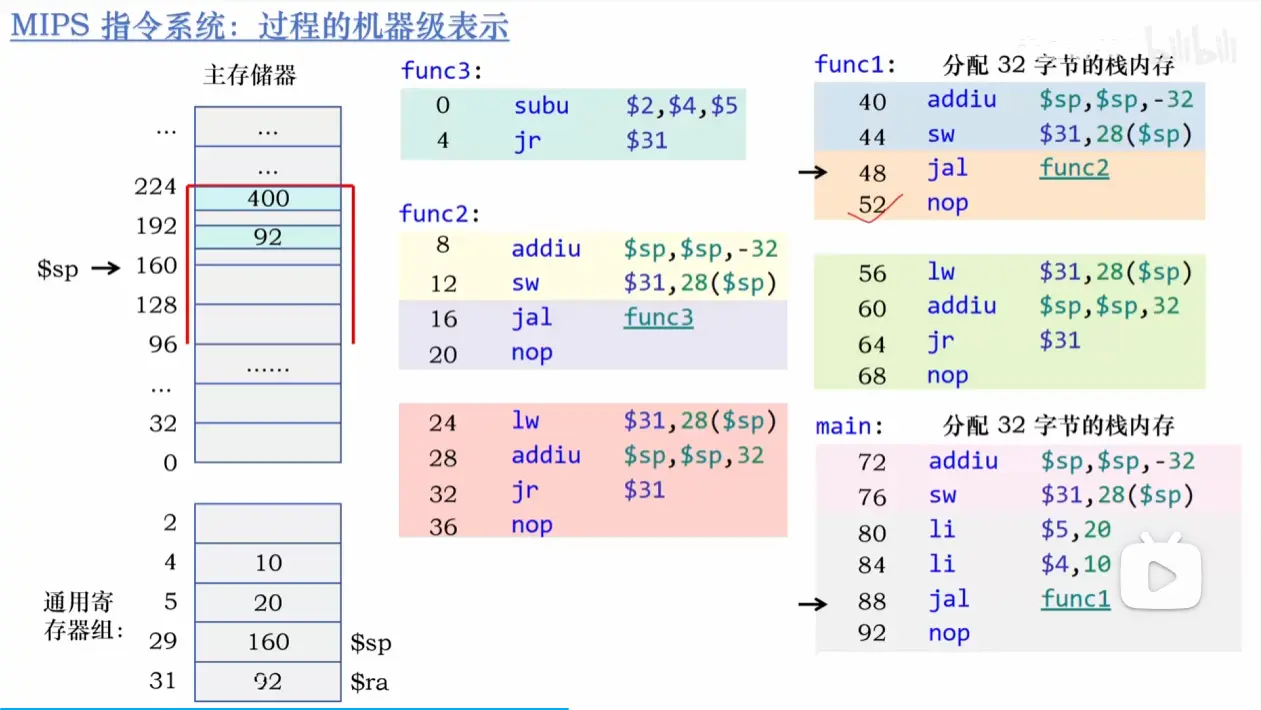 MIPS 指令系统：过程的机器级表示
主存储器
... ...
...
224
400
192
92
$sp → 160
128
96
......
...
32
0
2
4 10
5 20
29 160 $sp
31 92 $ra
通用寄
存器组：
func3:
0 subu $2,$4,$5
4 jr $31
func2:
8 addiu $sp,$sp,-32
12 sw $31,28($sp)
16 jal func3
20 nop
24 lw $31,28($sp)
28 addiu $sp,$sp,32
32 jr $31
36 nop
func1: 分配 32 字节的栈内存
40 addiu $sp,$sp,-32
44 sw $31,28($sp)
→ 48 jal func2
52 nop
56 lw $31,28($sp)
60 addiu $sp,$sp,32
64 jr $31
68 nop
main: 分配 32 字节的栈内存
72 addiu $sp,$sp,-32
76 sw $31,28($sp)
80 li $5,20
84 li $4,10
→ 88 jal func1
92 nop
bilibili